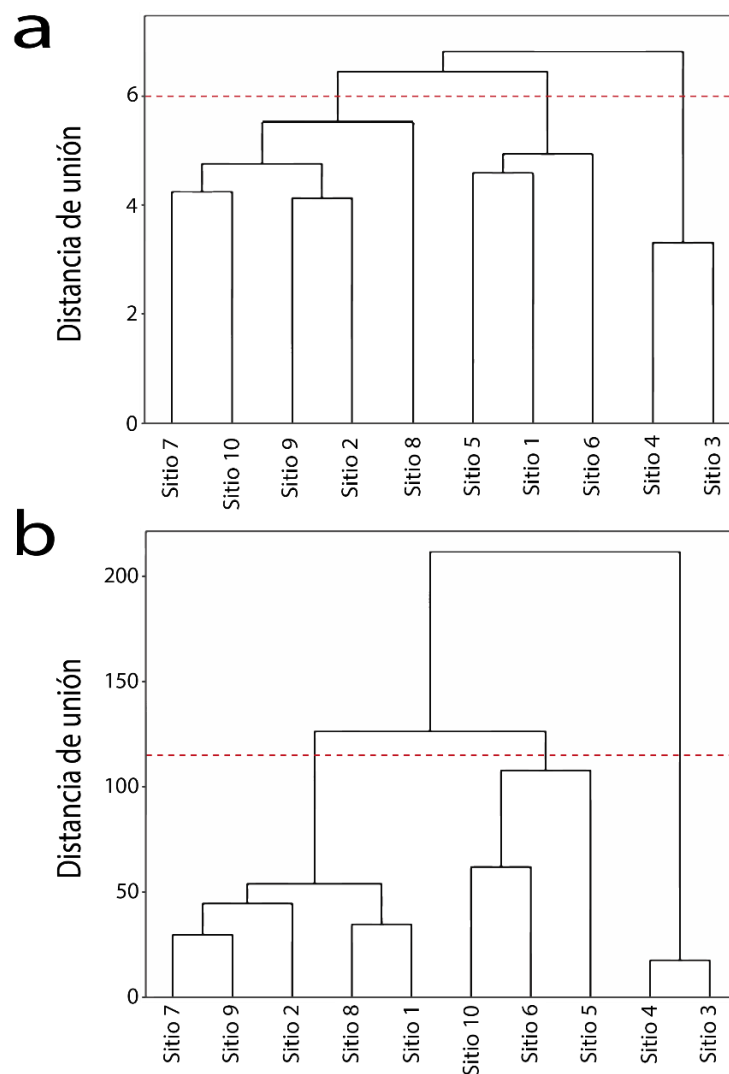 a
Distancia de unión
6
4
2
0
Sitio 7
Sitio 10
Sitio 9
Sitio 2
Sitio 8
Sitio 5
Sitio 1
Sitio 6
Sitio 4
Sitio 3
b
Distancia de unión
200
150
100
50
0
Sitio 7
Sitio 9
Sitio 2
Sitio 8
Sitio 1
Sitio 10
Sitio 6
Sitio 5
Sitio 4
Sitio 3